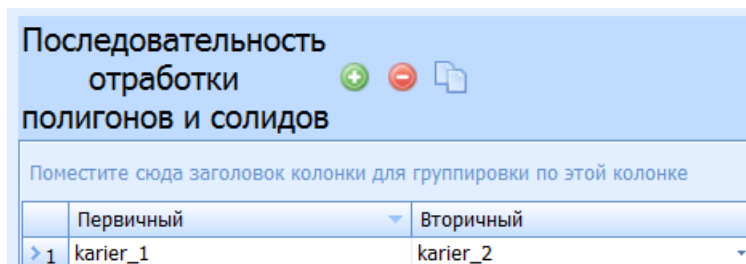 Последовательность
отработки
полигонов и солидов
Поместите сюда заголовок колонки для группировки по этой колонке
Первичный Вторичный
1 karier_1 karier_2